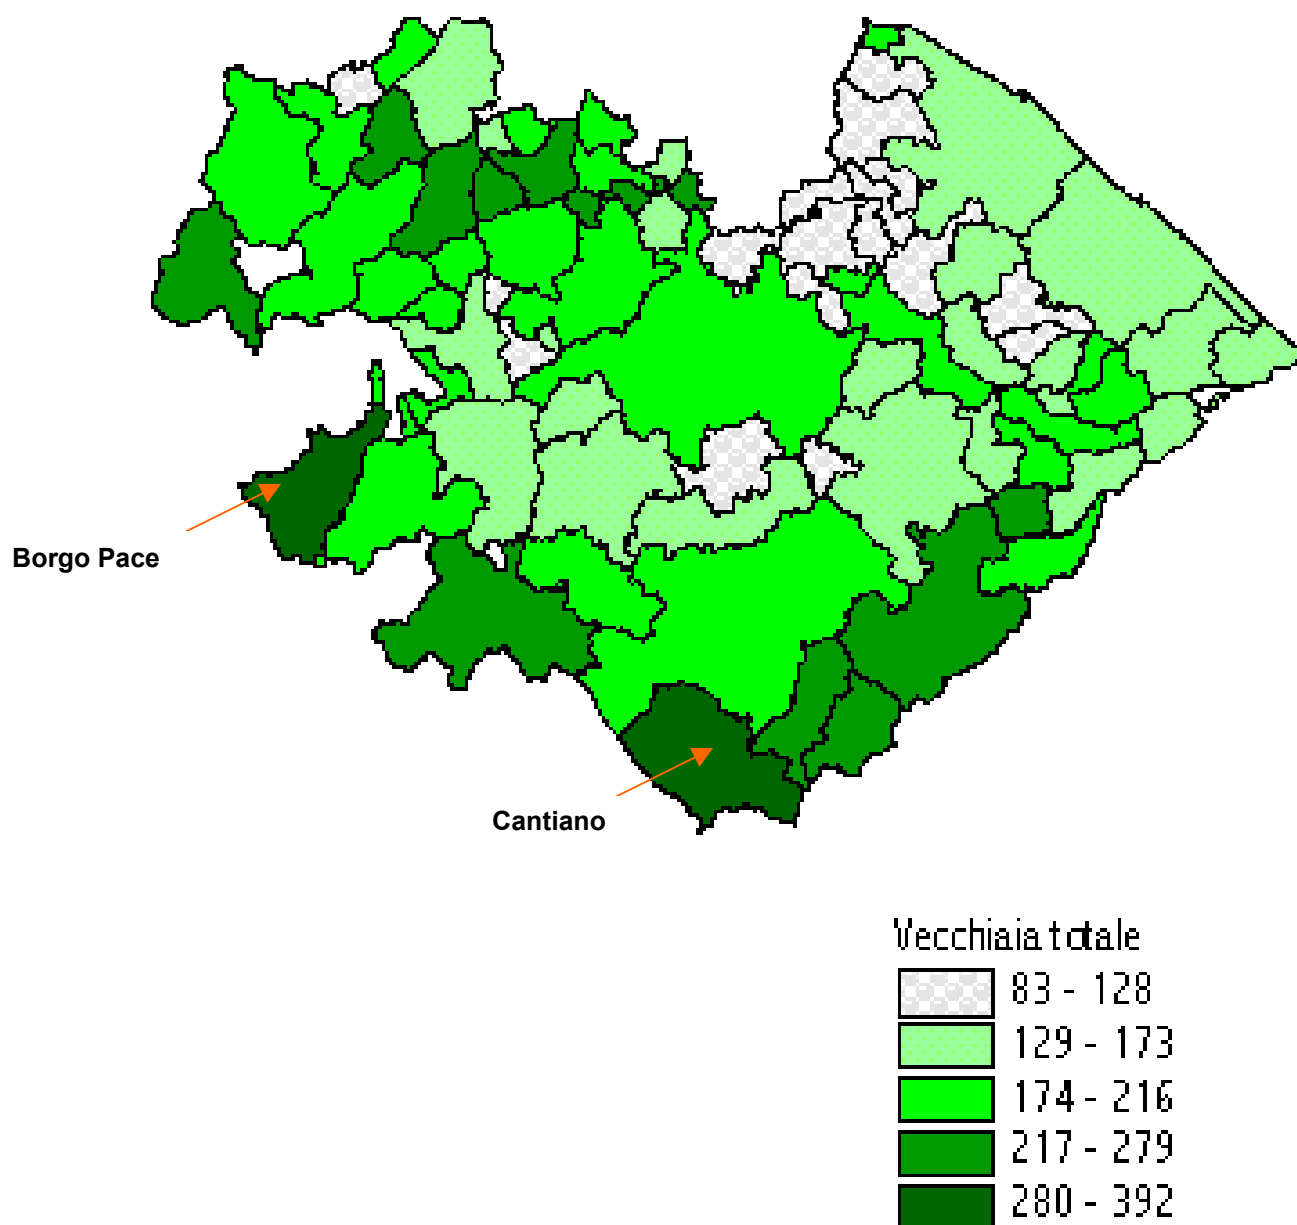 Borgo Pace
Cantiano
Vecchiaia totale
83 - 128
129 - 173
174 - 216
217 - 279
280 - 392